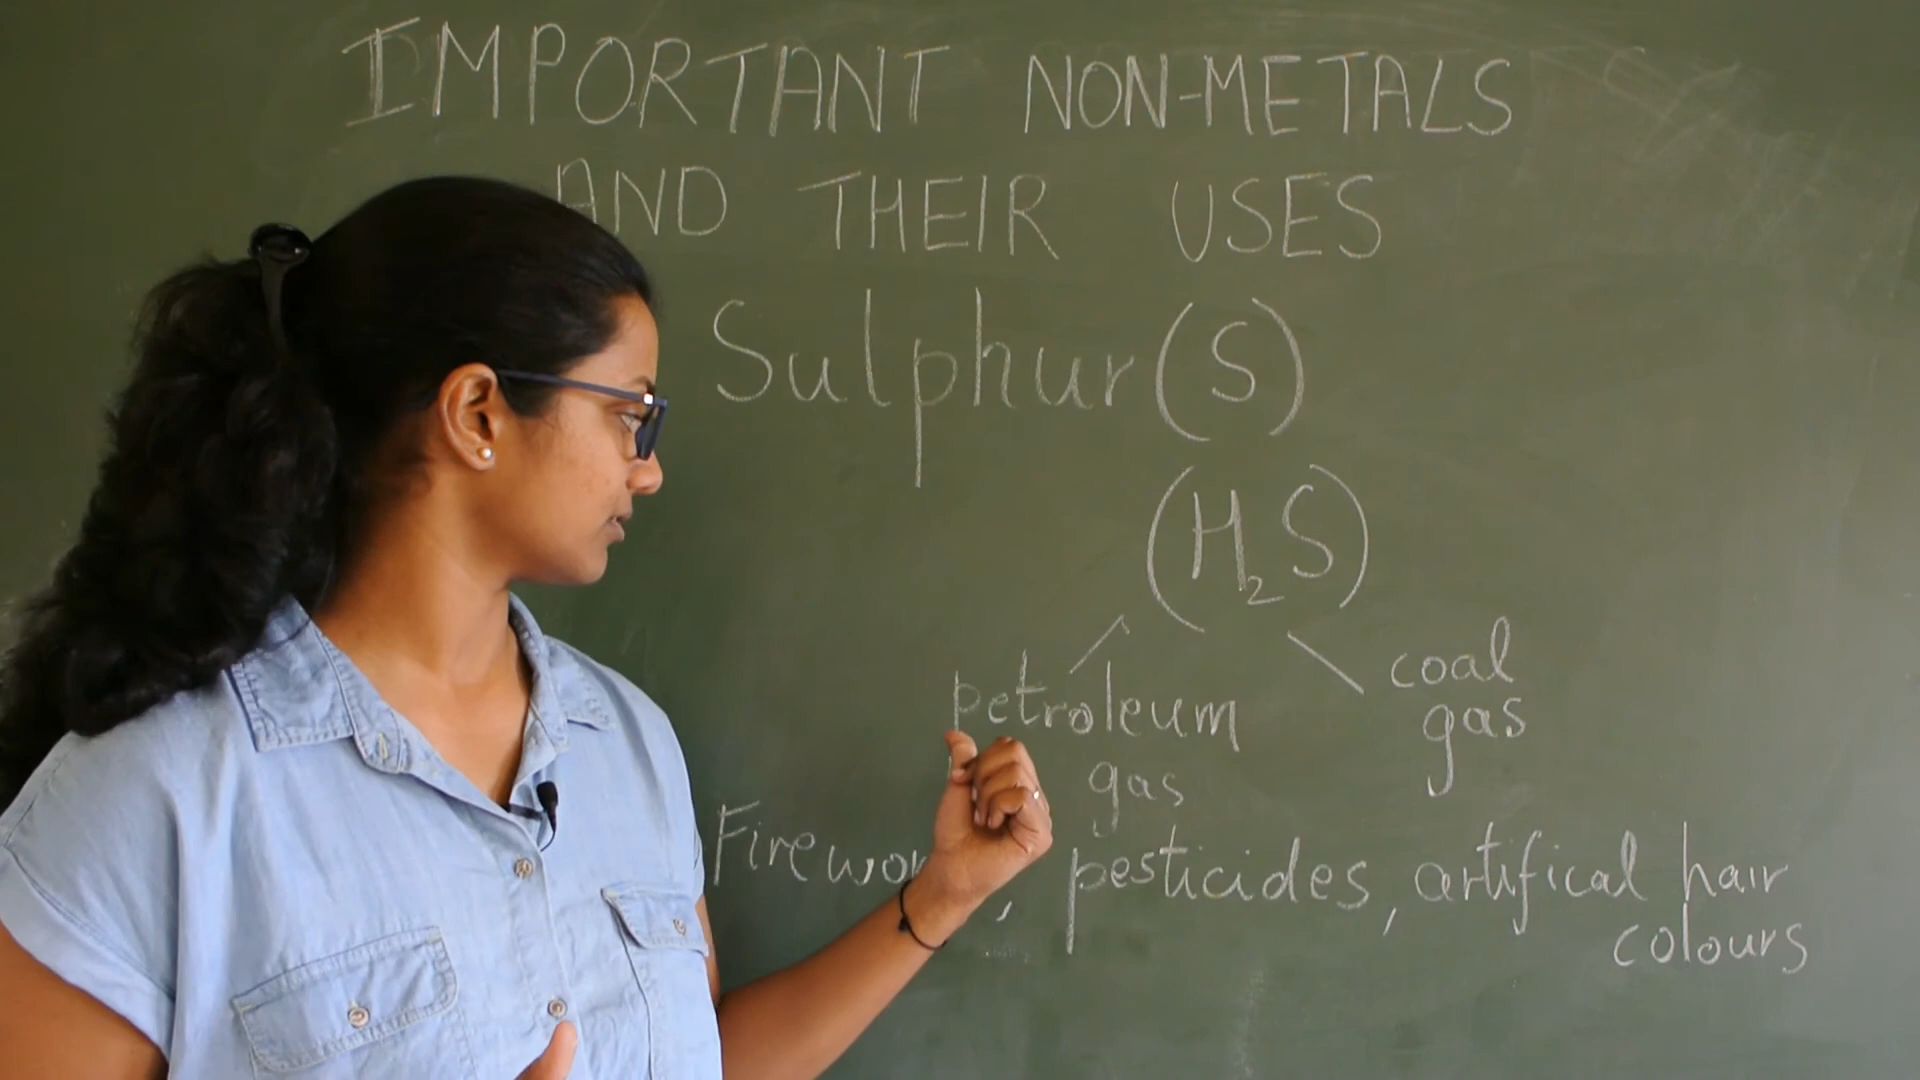 IMPORTANT NON-METALS
AND THEIR USES
Sulphur (S)
(H₂S)
petroleum gas
coal gas
, pesticides, artifical hair
colours